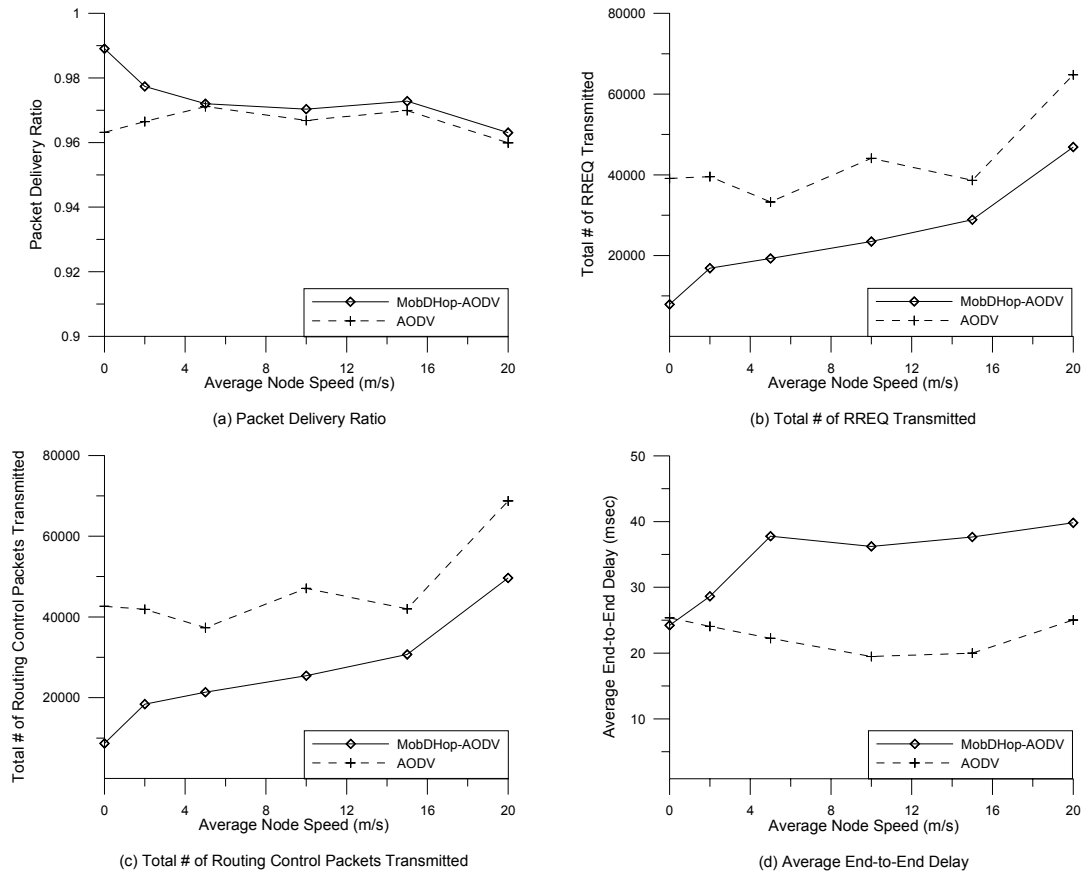 1
0.98
0.96
0.94
0.92
0.9
Packet Delivery Ratio
MobDHop-AODV
AODV
0 4 8 12 16 20
Average Node Speed (m/s)
(a) Packet Delivery Ratio
80000
60000
40000
20000
Total # of RREQ Transmitted
MobDHop-AODV
AODV
0 4 8 12 16 20
Average Node Speed (m/s)
(b) Total # of RREQ Transmitted
80000
60000
40000
20000
Total # of Routing Control Packets Transmitted
MobDHop-AODV
AODV
0 4 8 12 16 20
Average Node Speed (m/s)
(c) Total # of Routing Control Packets Transmitted
50
40
30
20
10
Average End-to-End Delay (msec)
MobDHop-AODV
AODV
0 4 8 12 16 20
Average Node Speed (m/s)
(d) Average End-to-End Delay